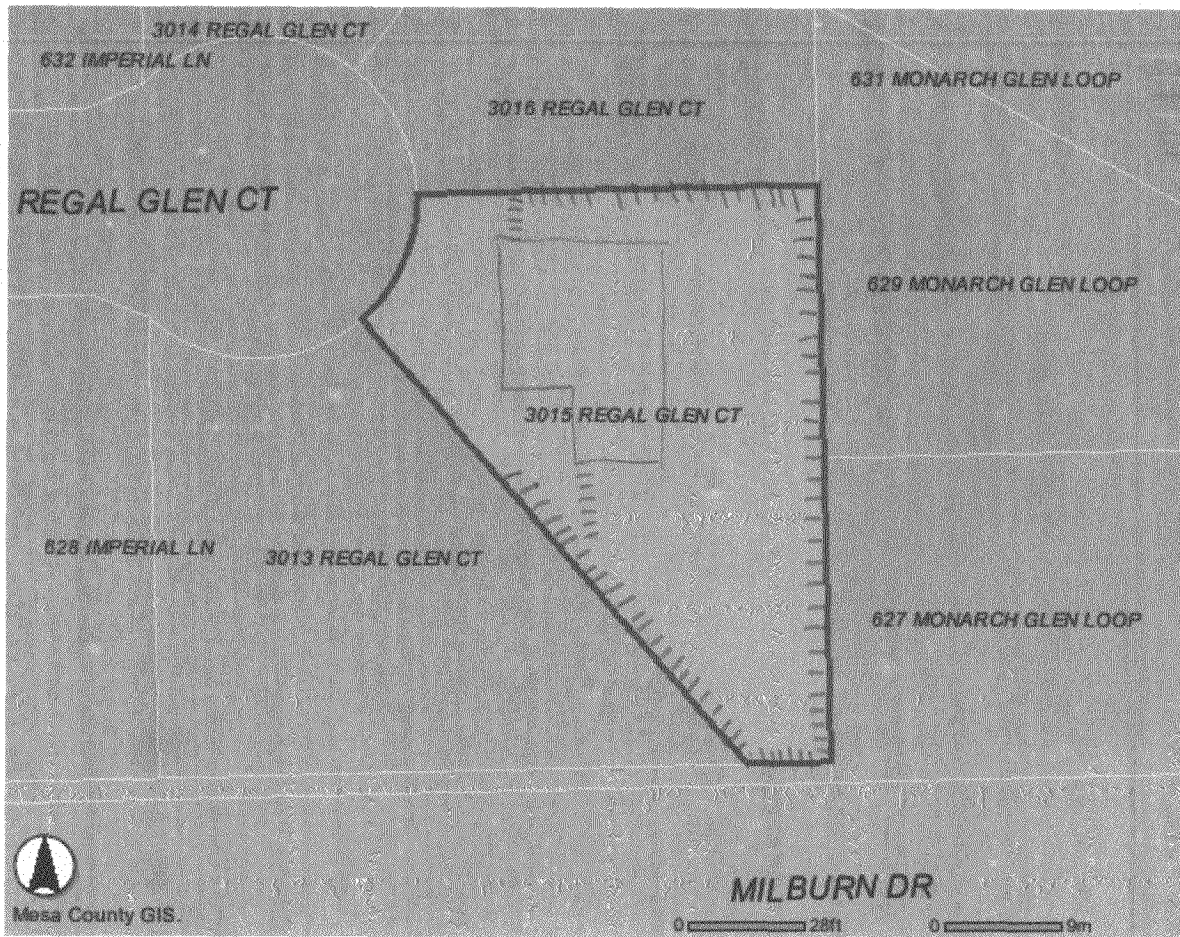 3014 REGAL GLEN CT
632 IMPERIAL LN
631 MONARCH GLEN LOOP
3016 REGAL GLEN CT
REGAL GLEN CT
629 MONARCH GLEN LOOP
3015 REGAL GLEN CT
628 IMPERIAL LN
3013 REGAL GLEN CT
627 MONARCH GLEN LOOP
MILBURN DR
Mesa County GIS.
0 28ft 0 9m